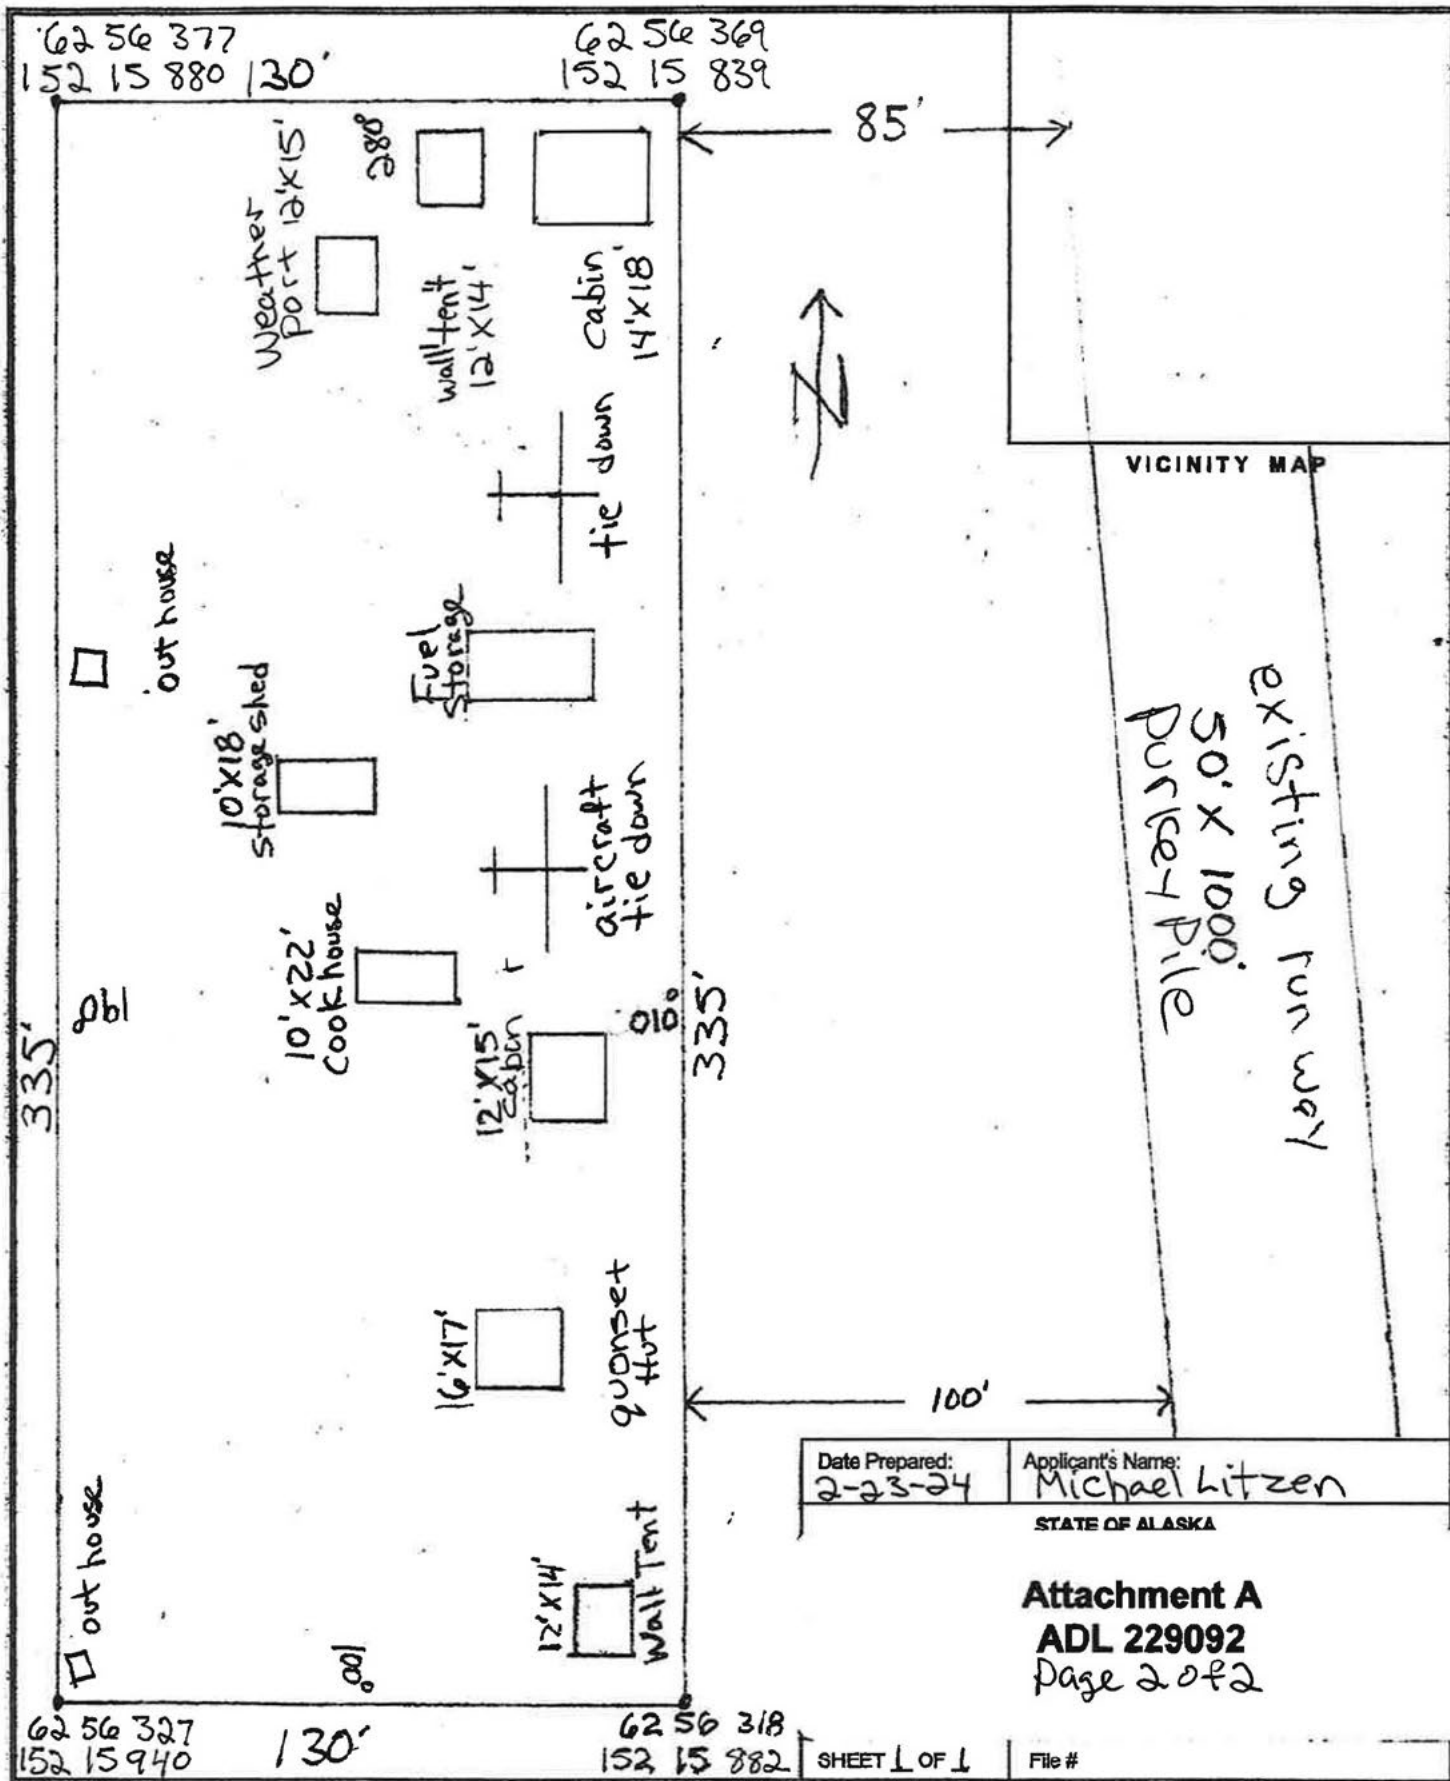 62 56 377
152 15 880
130'
62 56 369
152 15 839
85'
280°
Weather
port 12'X15'
wall tent
12'X14'
cabin
14'X18'
N
tie down
VICINITY MAP
out house
Fuel
Storage
10'X18'
storage shed
aircraft
tie down
existing run way
50' X 1000'
purkey pile
10'X22'
Cook house
190°
335'
12'X15'
cabin
010°
335'
16'X17'
quonset
Hut
100'
out house
12'X14'
Wall Tent
100°
62 56 327
152 15 940
130'
62 56 318
152 15 882
Date Prepared:
2-23-24
Applicant's Name:
Michael Litzen
STATE OF ALASKA
Attachment A
ADL 229092
Page 2 of 2
SHEET 1 OF 1
File #